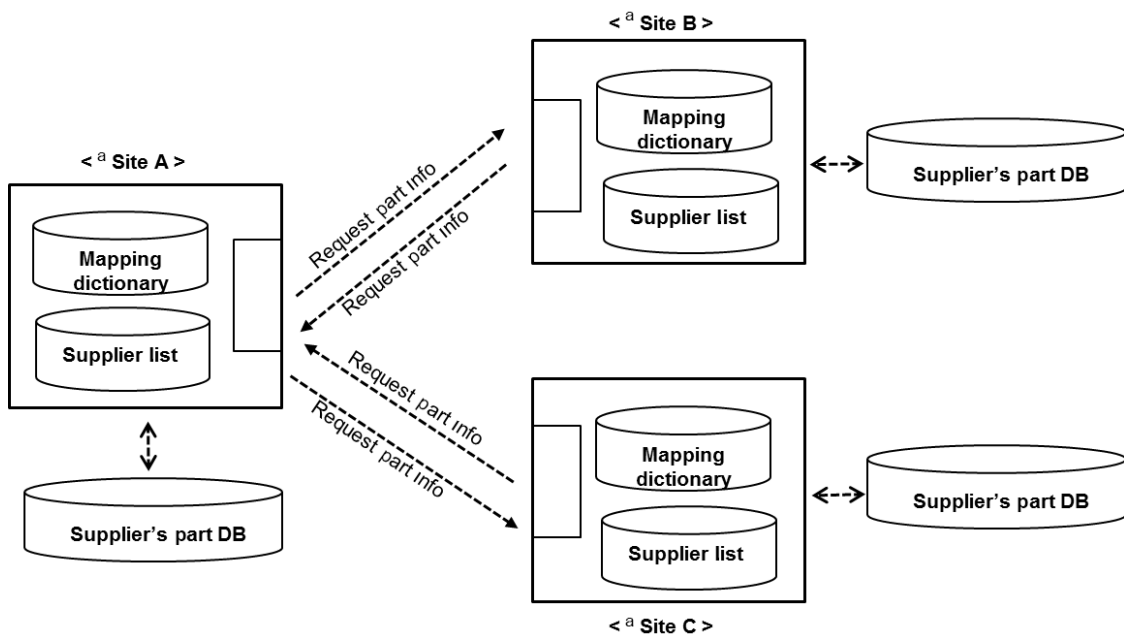 < ª Site B >
Mapping
dictionary
Supplier list
Supplier's part DB
< ª Site A >
Mapping
dictionary
Supplier list
Supplier's part DB
Request part info
Request part info
Request part info
Request part info
Mapping
dictionary
Supplier list
Supplier's part DB
< ª Site C >